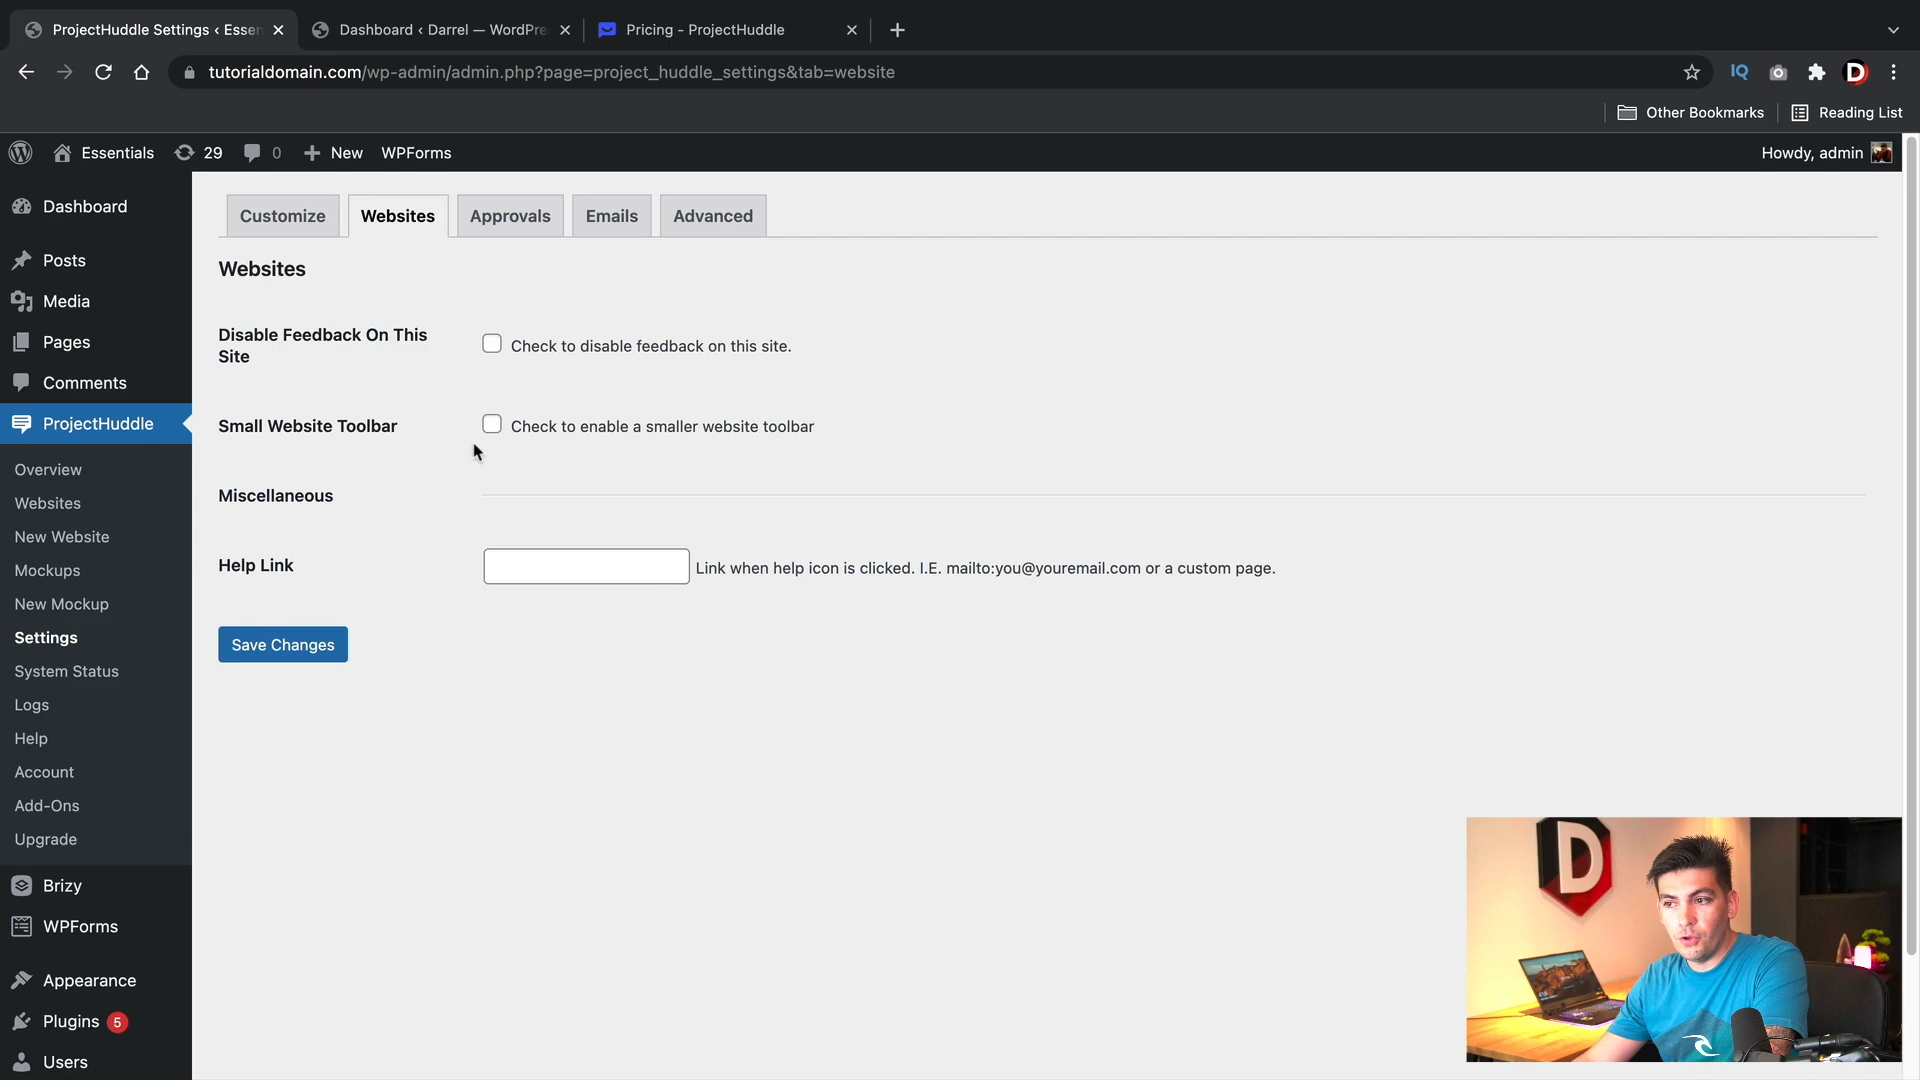 ProjectHuddle Settings ‹ Essen
Dashboard ‹ Darrel — WordPre
Pricing - ProjectHuddle
tutorialdomain.com/wp-admin/admin.php?page=project_huddle_settings&tab=website
IQ
D
Other Bookmarks
Reading List
Essentials
29
0
New
WPForms
Howdy, admin
Dashboard
Posts
Media
Pages
Comments
ProjectHuddle
Overview
Websites
New Website
Mockups
New Mockup
Settings
System Status
Logs
Help
Account
Add-Ons
Upgrade
Brizy
WPForms
Appearance
Plugins 5
Users
Customize
Websites
Approvals
Emails
Advanced
Websites
Disable Feedback On This
Site
Check to disable feedback on this site.
Small Website Toolbar
Check to enable a smaller website toolbar
Miscellaneous
Help Link
Link when help icon is clicked. I.E. mailto:you@youremail.com or a custom page.
Save Changes
D